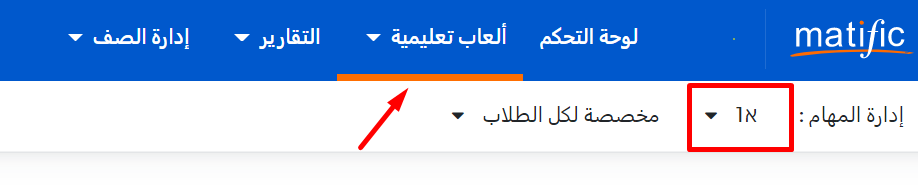 matific لوحة التحكم ألعاب تعليمية التقارير إدارة الصف
إدارة المهام : א1 مخصصة لكل الطلاب